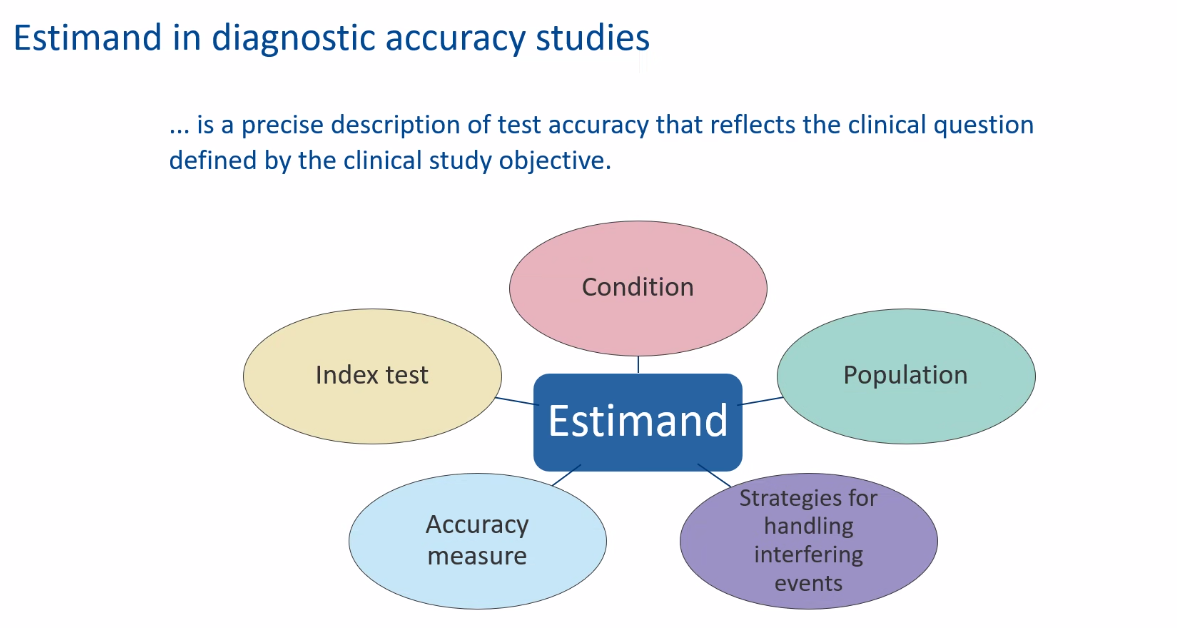 Estimand in diagnostic accuracy studies
... is a precise description of test accuracy that reflects the clinical question
defined by the clinical study objective.
Condition
Index test
Population
Estimand
Accuracy
measure
Strategies for
handling
interfering
events